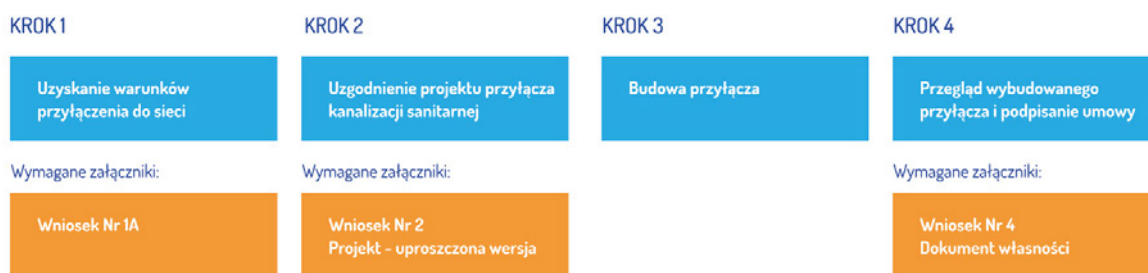 KROK 1
Uzyskanie warunków
przyłączenia do sieci
Wymagane załączniki:
Wniosek Nr 1A
KROK 2
Uzgodnienie projektu przyłącza
kanalizacji sanitarnej
Wymagane załączniki:
Wniosek Nr 2
Projekt - uproszczona wersja
KROK 3
Budowa przyłącza
KROK 4
Przegląd wybudowanego
przyłącza i podpisanie umowy
Wymagane załączniki:
Wniosek Nr 4
Dokument własności